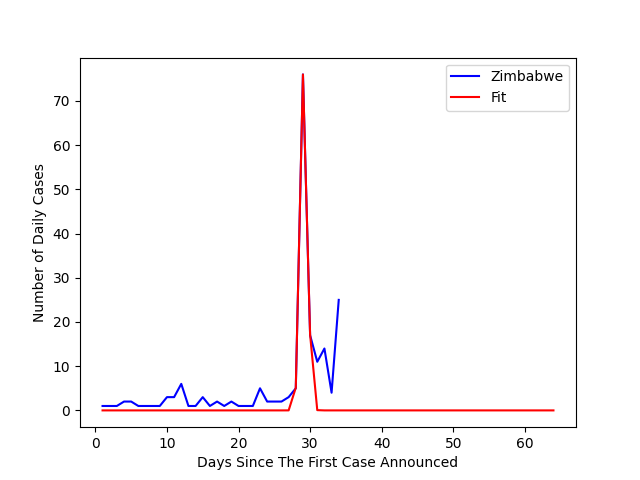 Zimbabwe
Fit
Number of Daily Cases
70
60
50
40
30
20
10
0
0 10 20 30 40 50 60
Days Since The First Case Announced